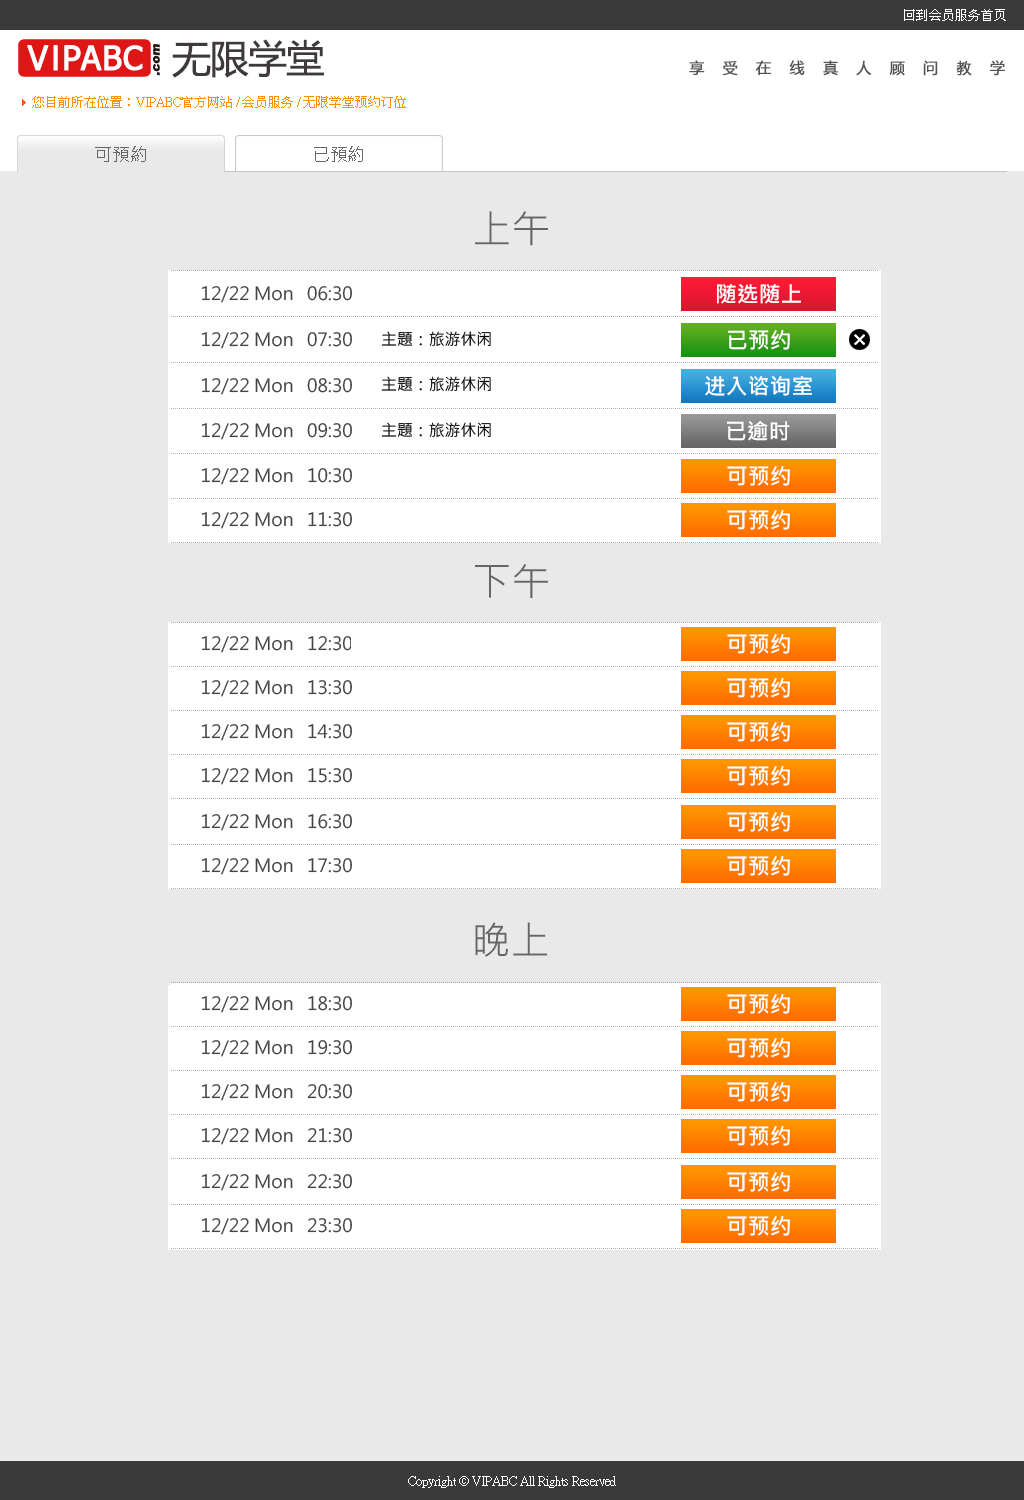 回到会员服务首页
VIPABC.com 无限学堂
享受在线真人顾问教学
您目前所在位置：VIPABC官方网站 /会员服务 /无限学堂预约订位
可預約 已預約
上午
12/22 Mon 06:30 随选随上
12/22 Mon 07:30 主題：旅游休闲 已预约
12/22 Mon 08:30 主題：旅游休闲 进入谘询室
12/22 Mon 09:30 主題：旅游休闲 已逾时
12/22 Mon 10:30 可预约
12/22 Mon 11:30 可预约
下午
12/22 Mon 12:30 可预约
12/22 Mon 13:30 可预约
12/22 Mon 14:30 可预约
12/22 Mon 15:30 可预约
12/22 Mon 16:30 可预约
12/22 Mon 17:30 可预约
晚上
12/22 Mon 18:30 可预约
12/22 Mon 19:30 可预约
12/22 Mon 20:30 可预约
12/22 Mon 21:30 可预约
12/22 Mon 22:30 可预约
12/22 Mon 23:30 可预约
Copyright © VIPABC All Rights Reserved